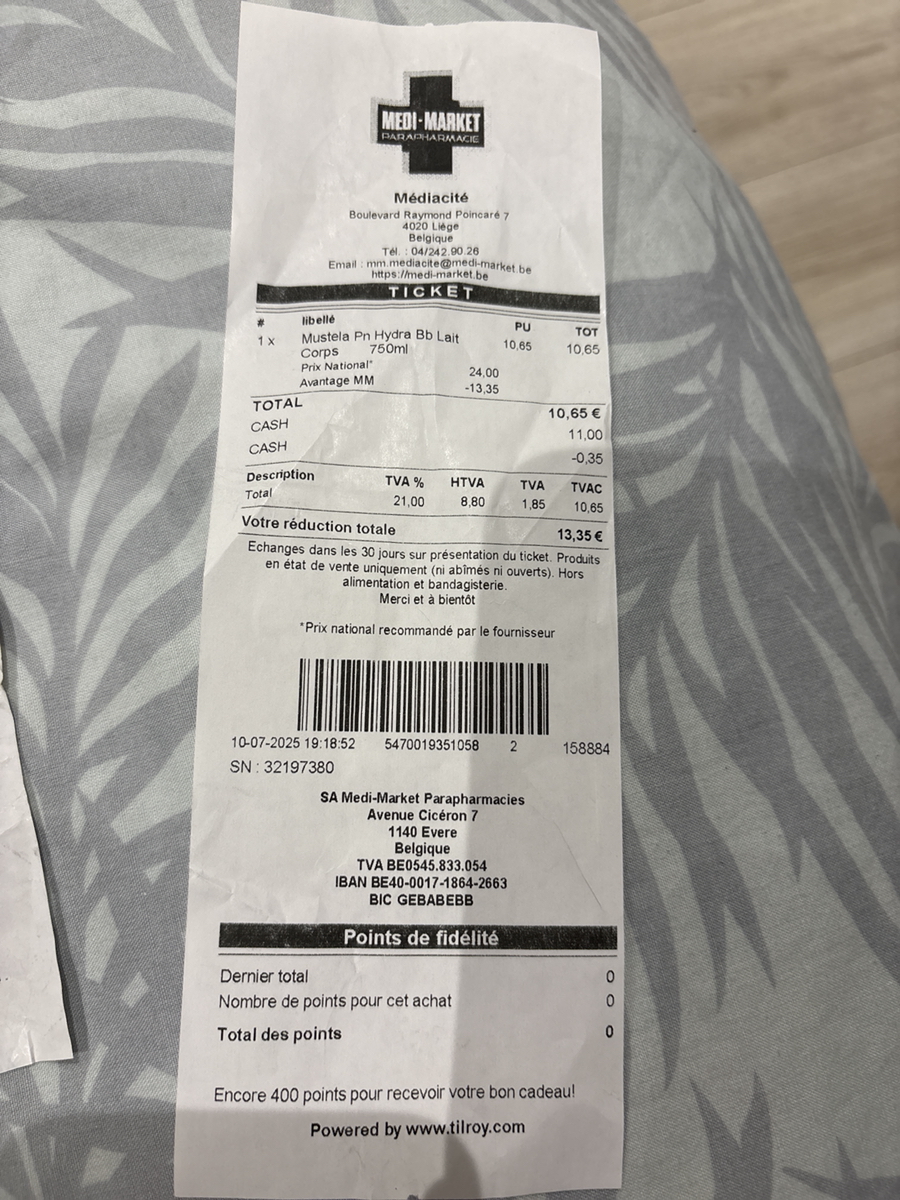 MEDI-MARKET
PARAPHARMACIE
Médiacité
Boulevard Raymond Poincaré 7
4020 Liège
Belgique
Tél. : 04/242.90.26
Email : mm.mediacite@medi-market.be
https://medi-market.be
TICKET
# libellé PU TOT
1 x Mustela Pn Hydra Bb Lait 10,65 10,65
Corps 750ml
Prix National* 24,00
Avantage MM -13,35
TOTAL 10,65 €
CASH 11,00
CASH -0,35
Description TVA % HTVA TVA TVAC
Total 21,00 8,80 1,85 10,65
Votre réduction totale 13,35 €
Echanges dans les 30 jours sur présentation du ticket. Produits
en état de vente uniquement (ni abîmés ni ouverts). Hors
alimentation et bandagisterie.
Merci et à bientôt
*Prix national recommandé par le fournisseur
10-07-2025 19:18:52 5470019351058 2 158884
SN : 32197380
SA Medi-Market Parapharmacies
Avenue Cicéron 7
1140 Evere
Belgique
TVA BE0545.833.054
IBAN BE40-0017-1864-2663
BIC GEBABEBB
Points de fidélité
Dernier total 0
Nombre de points pour cet achat 0
Total des points 0
Encore 400 points pour recevoir votre bon cadeau!
Powered by www.tilroy.com